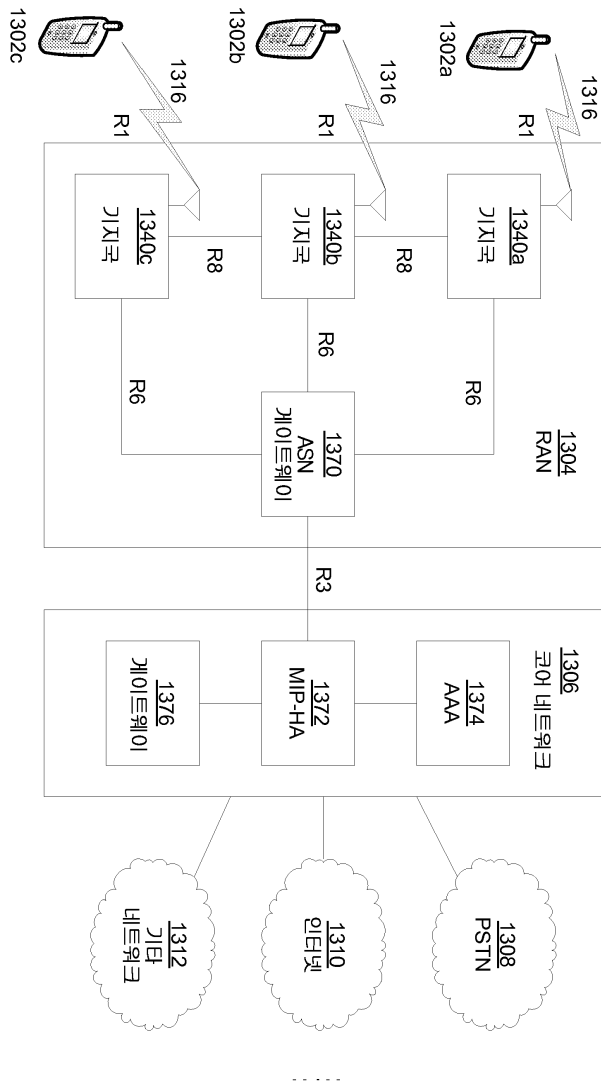 1302a
1316
R1
1340a
기지국
R6
R8
1302b
1316
R1
1340b
기지국
R6
R8
1302c
1316
R1
1340c
기지국
R6
1304
RAN
1370
ASN
게이트웨이
R3
1306
코어 네트워크
1374
AAA
1372
MIP-HA
1376
게이트웨이
1308
PSTN
1310
인터넷
1312
기타
네트워크